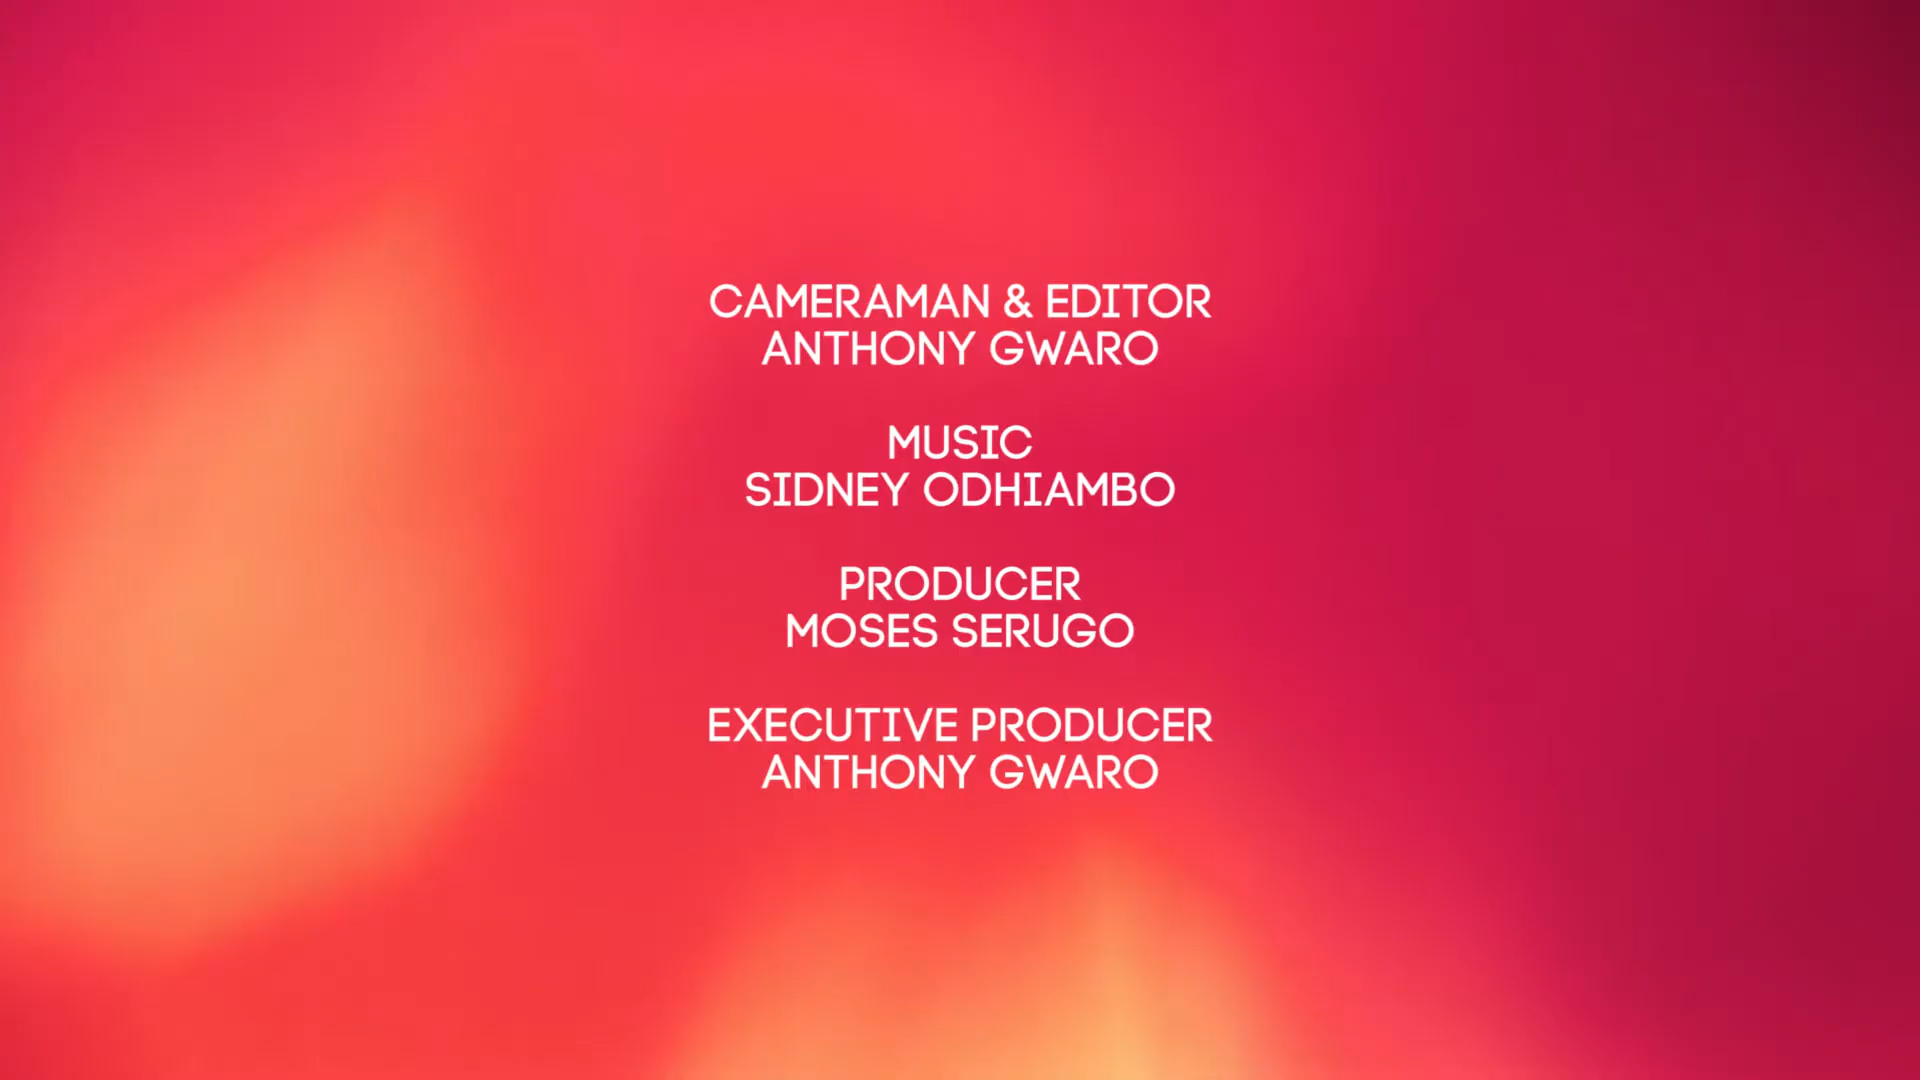 CAMERAMAN & EDITOR
ANTHONY GWARO
MUSIC
SIDNEY ODHIAMBO
PRODUCER
MOSES SERUGO
EXECUTIVE PRODUCER
ANTHONY GWARO